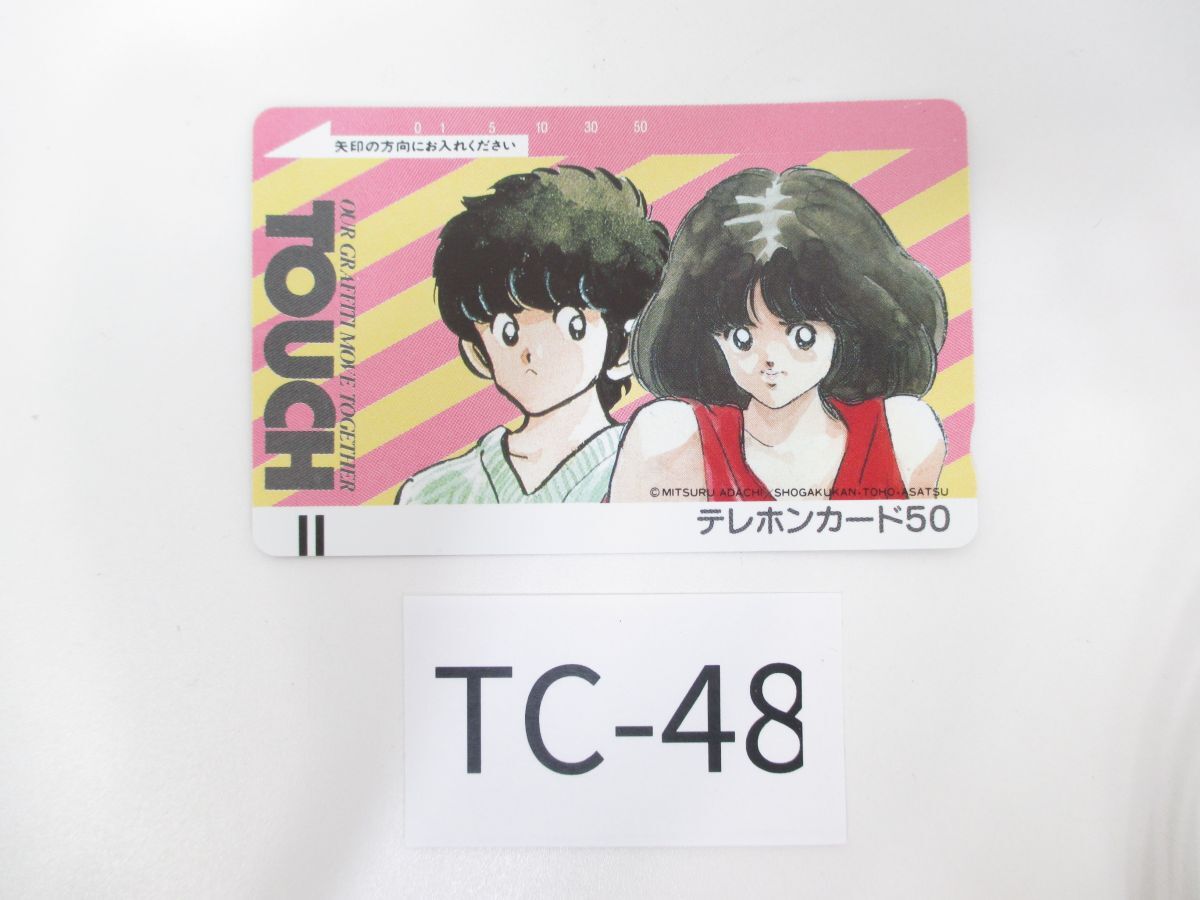 0 1 5 10 30 50
矢印の方向にお入れください
TOUCH
OUR GRAFFITI MOVE TOGETHER
©MITSURU ADACHI/SHOGAKUKAN・TOHO・ASATSU
テレホンカード50
TC-48